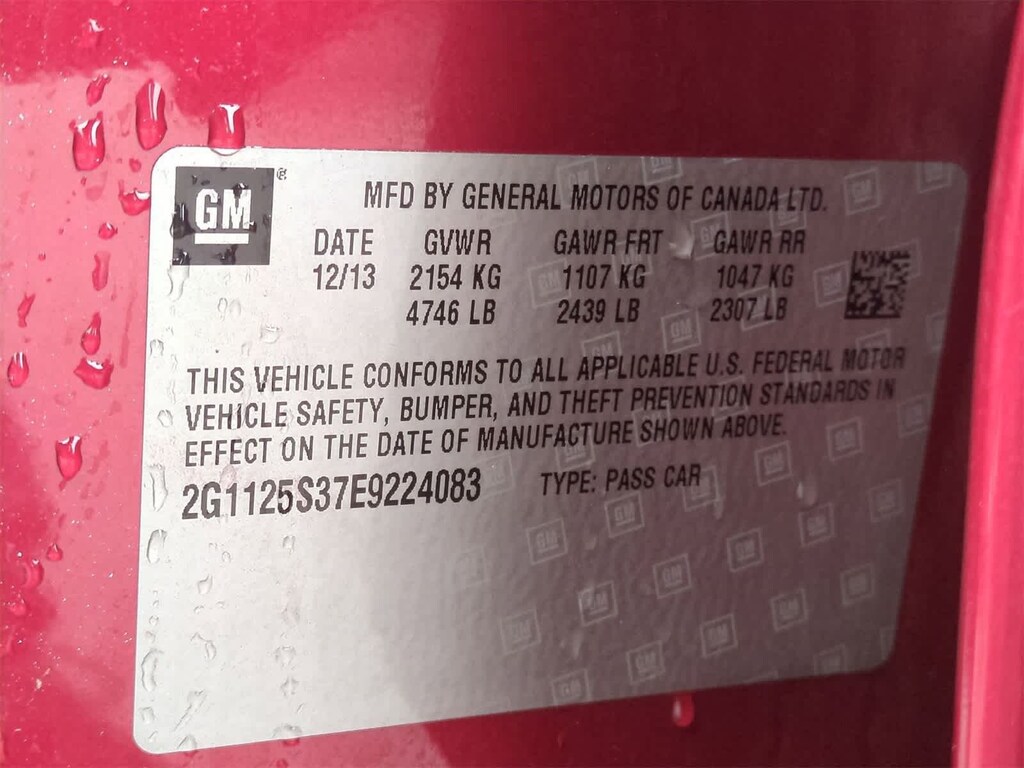 GM ®
MFD BY GENERAL MOTORS OF CANADA LTD.
DATE GVWR GAWR FRT GAWR RR
12/13 2154 KG 1107 KG 1047 KG
4746 LB 2439 LB 2307 LB
THIS VEHICLE CONFORMS TO ALL APPLICABLE U.S. FEDERAL MOTOR
VEHICLE SAFETY, BUMPER, AND THEFT PREVENTION STANDARDS IN
EFFECT ON THE DATE OF MANUFACTURE SHOWN ABOVE.
2G1125S37E9224083 TYPE: PASS CAR